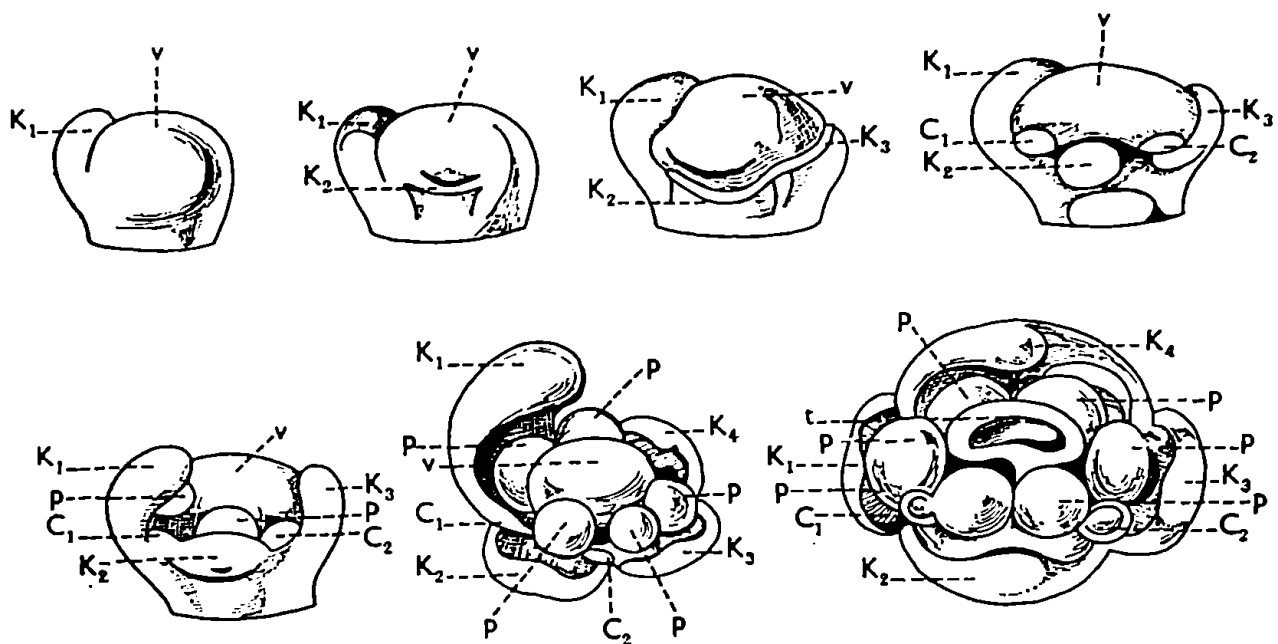 v
K₁
v
K₁
K₂
K₁
v
K₃
K₂
v
K₁
K₃
C₁
K₂
C₂
v
K₁
p
K₃
p
C₁
C₂
K₂
K₁
p
p
K₄
v
p
C₁
K₂
K₃
p
C₂
p
p
K₄
p
t
p
p
K₁
K₃
p
p
C₁
C₂
K₂